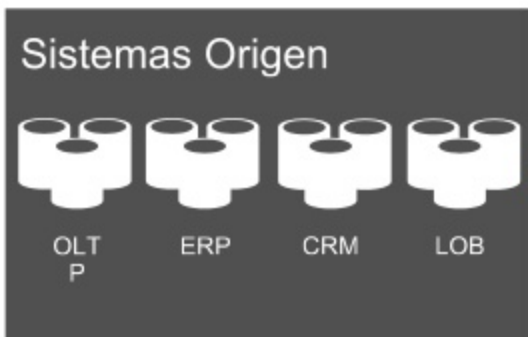 Sistemas Origen
OLT
P
ERP
CRM
LOB